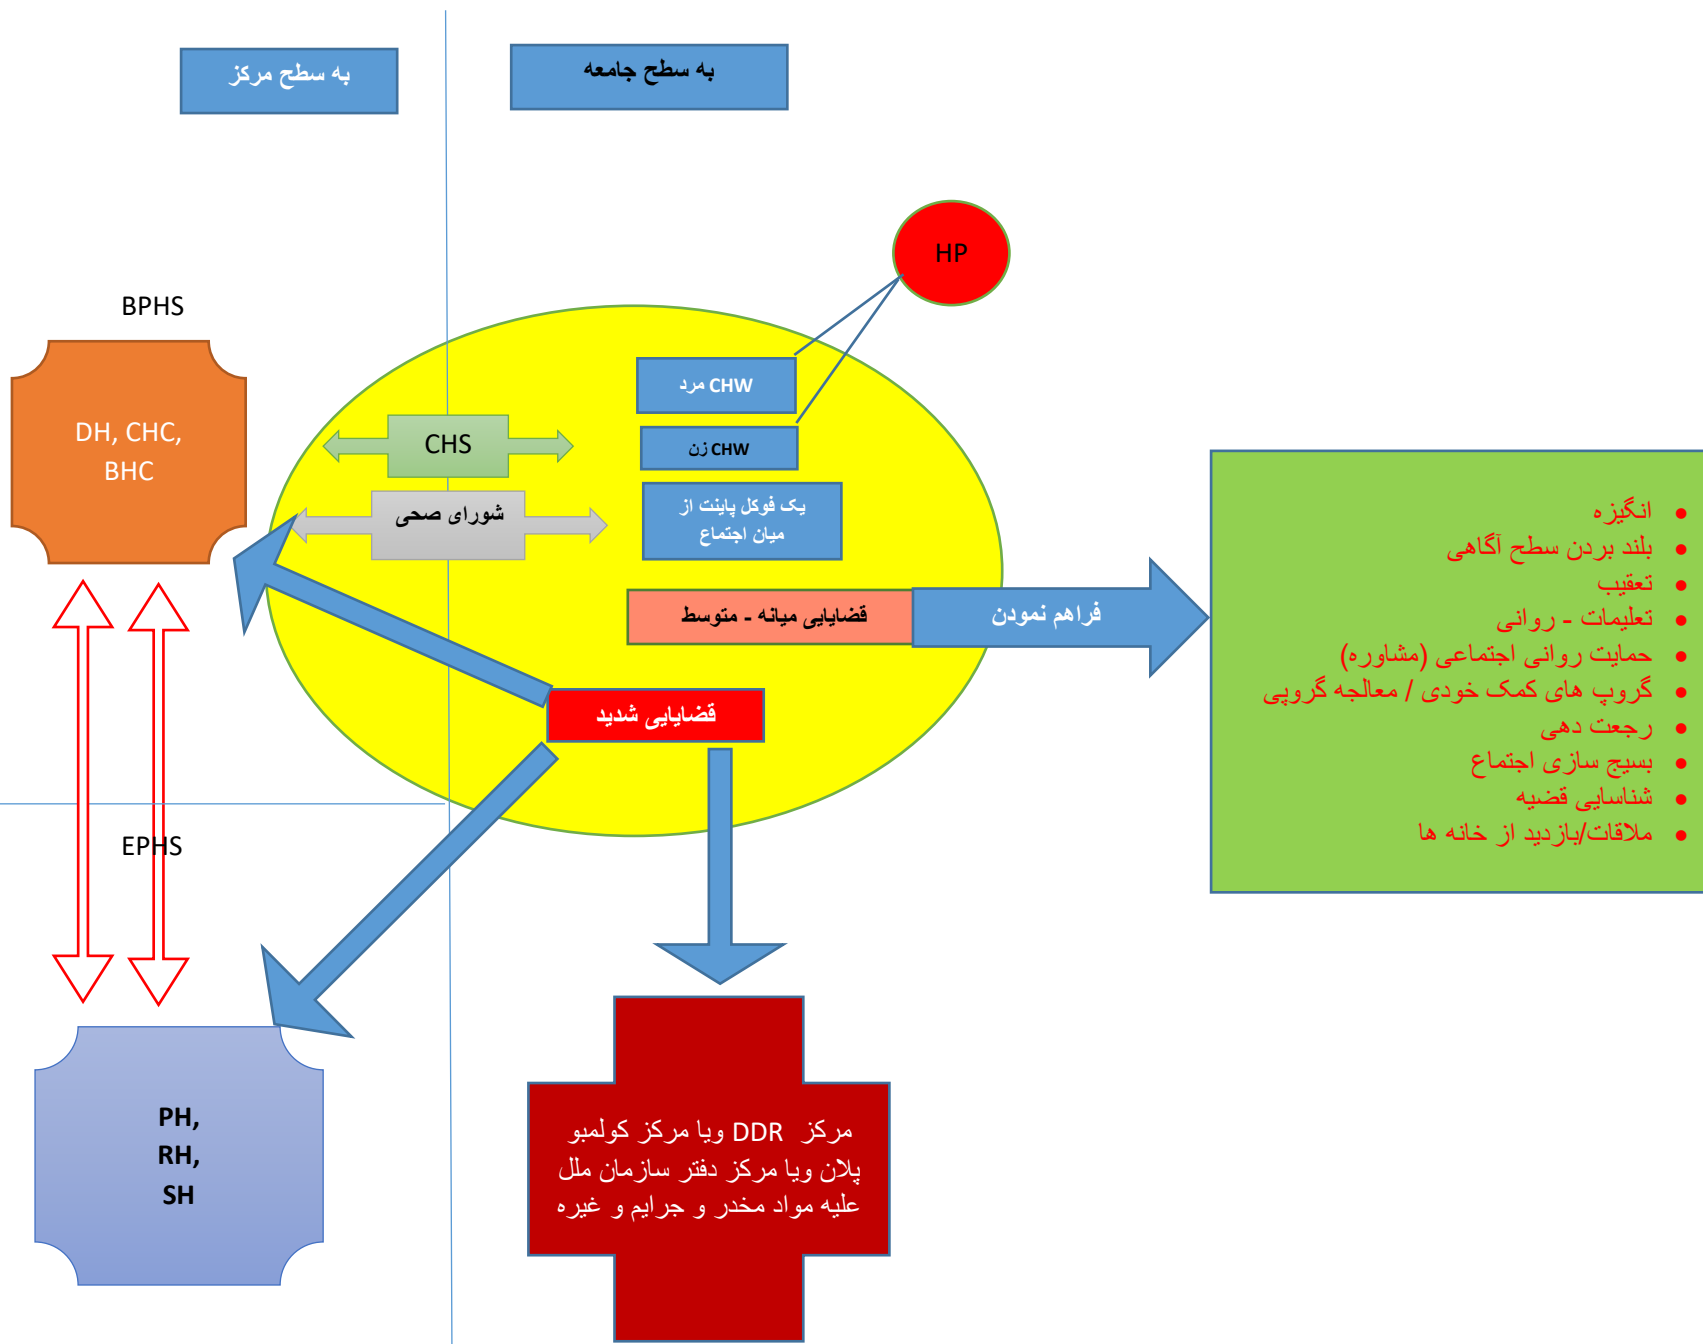 به سطح جامعه
به سطح مرکز
HP
BPHS
CHW مرد
CHW زن
یک فوکل پاینت از
میان اجتماع
CHS
شورای صحی
DH, CHC,
BHC
قضایایی میانه - متوسط
فراهم نمودن
• انگیزه
• بلند بردن سطح آگاهی
• تعقیب
• تعلیمات - روانی
• حمایت روانی اجتماعی (مشاوره)
• گروپ های کمک خودی / معالجه گروپی
• رجعت دهی
• بسیج سازی اجتماع
• شناسایی قضیه
• ملاقات/بازدید از خانه ها
قضایایی شدید
EPHS
PH,
RH,
SH
مرکز DDR ویا مرکز کولمبو
پلان ویا مرکز دفتر سازمان ملل
علیه مواد مخدر و جرایم و غیره